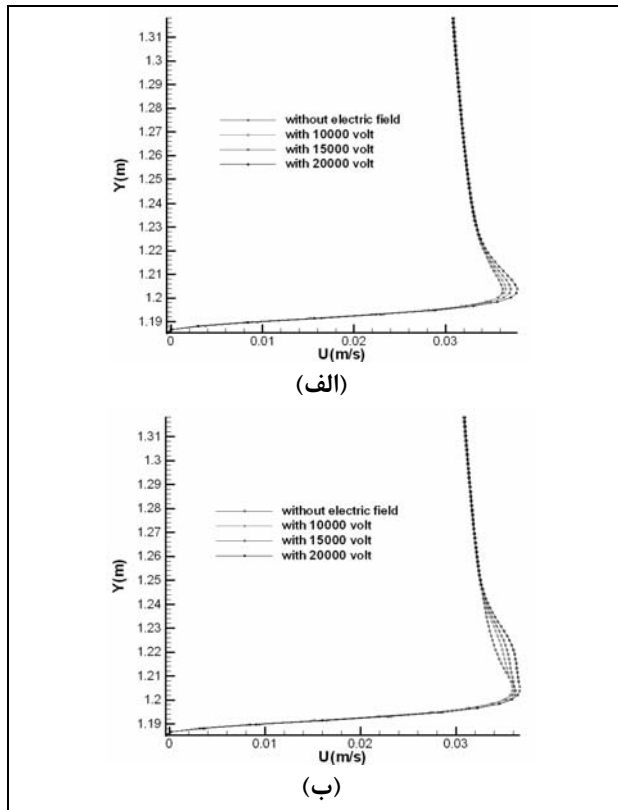 1.31
1.3
1.29
1.28
1.27
1.26
1.25
1.24
1.23
1.22
1.21
1.2
1.19
Y(m)
without electric field
with 10000 volt
with 15000 volt
with 20000 volt
0 0.01 0.02 0.03
U(m/s)
(الف)
1.31
1.3
1.29
1.28
1.27
1.26
1.25
1.24
1.23
1.22
1.21
1.2
1.19
Y(m)
without electric field
with 10000 volt
with 15000 volt
with 20000 volt
0 0.01 0.02 0.03
U(m/s)
(ب)